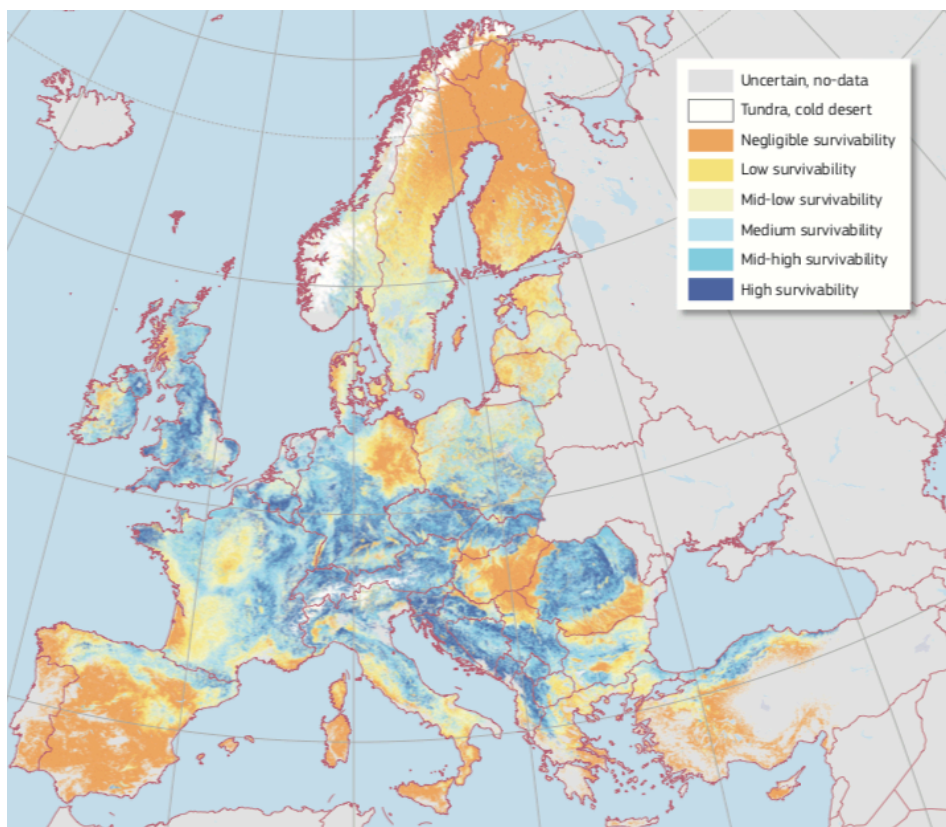 Uncertain, no-data
Tundra, cold desert
Negligible survivability
Low survivability
Mid-low survivability
Medium survivability
Mid-high survivability
High survivability